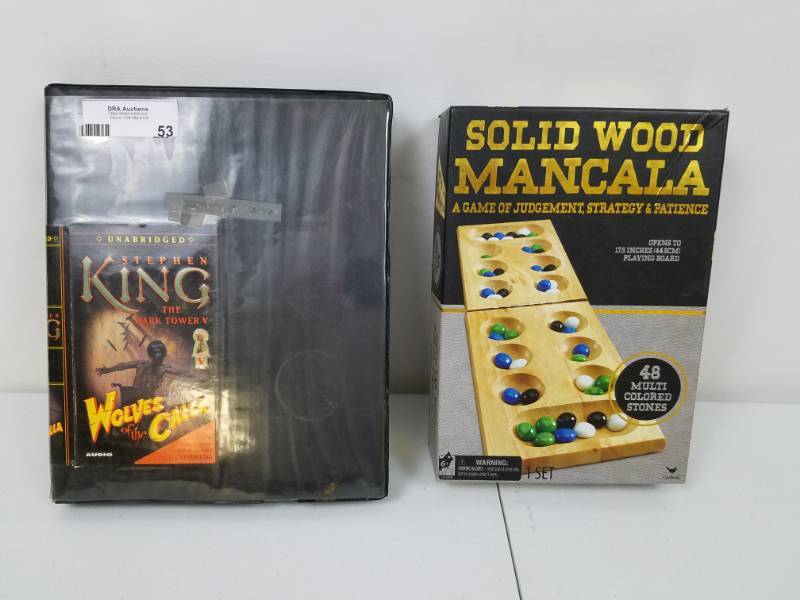 DRA Auctions
53
UNABRIDGED
STEPHEN
KING
THE
DARK TOWER V
V
WOLVES
of the CALLA
AUDIO
SOLID WOOD
MANCALA
A GAME OF JUDGEMENT, STRATEGY & PATIENCE
OPENS TO
17.5 INCHES (44.5CM)
PLAYING BOARD
48
MULTI
COLORED
STONES
6+
WARNING:
1 SET
Cardinal